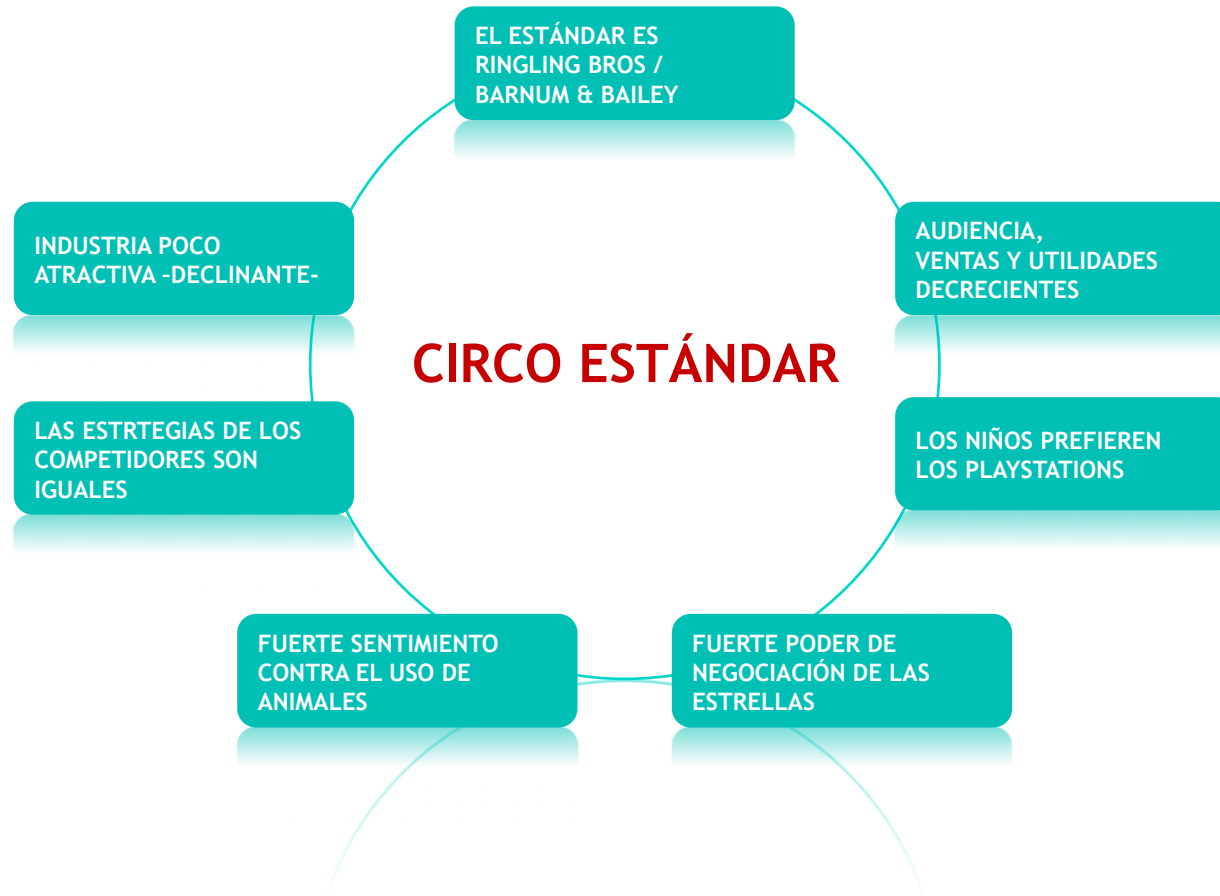 EL ESTÁNDAR ES
RINGLING BROS /
BARNUM & BAILEY
AUDIENCIA,
VENTAS Y UTILIDADES
DECRECIENTES
LOS NIÑOS PREFIEREN
LOS PLAYSTATIONS
FUERTE PODER DE
NEGOCIACIÓN DE LAS
ESTRELLAS
FUERTE SENTIMIENTO
CONTRA EL USO DE
ANIMALES
LAS ESTRTEGIAS DE LOS
COMPETIDORES SON
IGUALES
INDUSTRIA POCO
ATRACTIVA –DECLINANTE-
CIRCO ESTÁNDAR